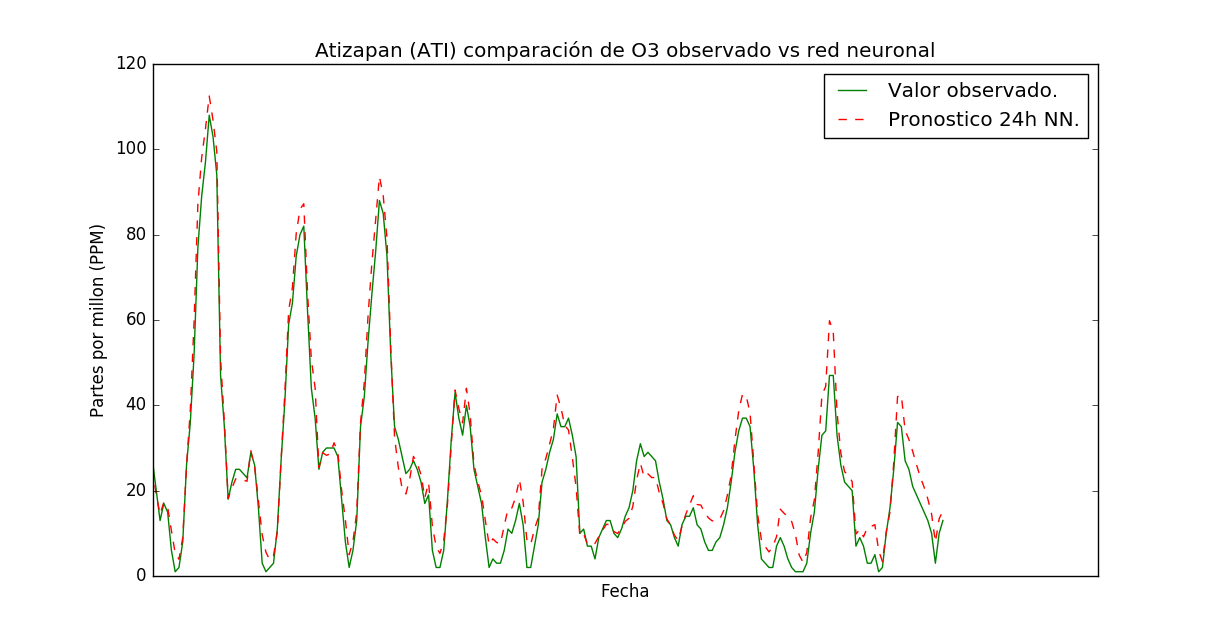 Atizapan (ATI) comparación de O3 observado vs red neuronal
Valor observado.
Pronostico 24h NN.
Partes por millon (PPM)
120
100
80
60
40
20
0
Fecha